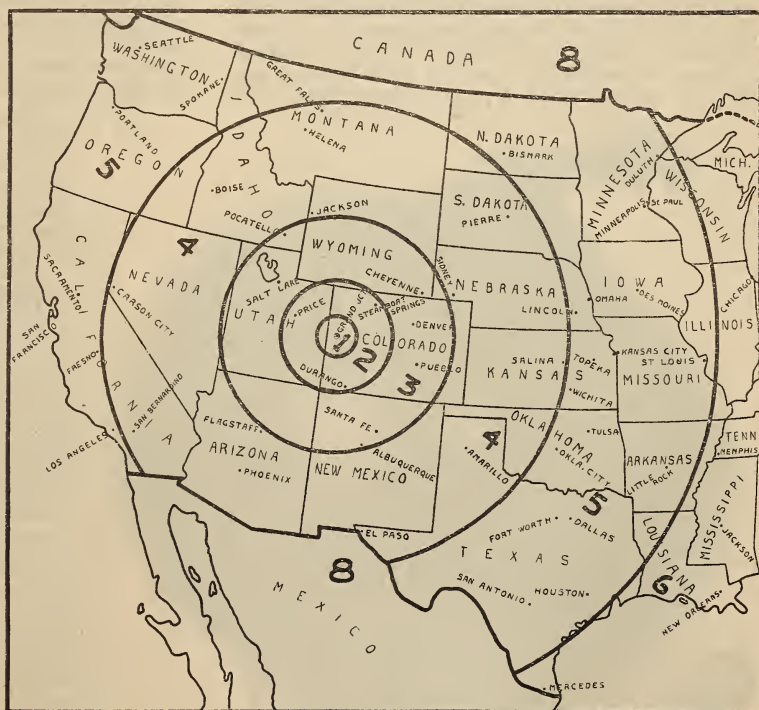 CANADA
8
SEATTLE
WASHINGTON
SPOKANE
GREAT FALLS
MONTANA
HELENA
N. DAKOTA
BISMARK
MINNESOTA
DULUTH
MICH.
PORTLAND
OREGON
5
IDAHO
BOISE
POCATELLO
JACKSON
S. DAKOTA
PIERRE
MINNEAPOLIS
ST PAUL
WISCONSIN
WYOMING
CHEYENNE
SIDNEY
NEBRASKA
LINCOLN
IOWA
OMAHA
DES MOINES
CHICAGO
4
NEVADA
CARSON CITY
CALIFORNIA
SACRAMENTO
SAN
FRANCISC
FRESNO
SAN BERNARDINO
LOS ANGELES
SALT LAKE
UTAH
PRICE
GRAND JC
1
STEAMBOAT
SPRINGS
DENVER
COLORADO
2
PUEBLO
3
DURANGO
SALINA
TOPEKA
KANSAS
WICHITA
KANSAS CITY
ST LOUIS
MISSOURI
ILLINOIS
FLAGSTAFF
ARIZONA
PHOENIX
SANTA FE
ALBUQUERQUE
NEW MEXICO
4
AMARILLO
OKLAHOMA
TULSA
OKLA. CITY
ARKANSAS
LITTLE
ROCK
TENN
MEMPHIS
MISSISSIPPI
JACKSON
EL PASO
5
FORT WORTH
DALLAS
TEXAS
SAN ANTONIO
HOUSTON
LOUISIANA
6
NEW ORLEANS
8
MEXICO
MERCEDES